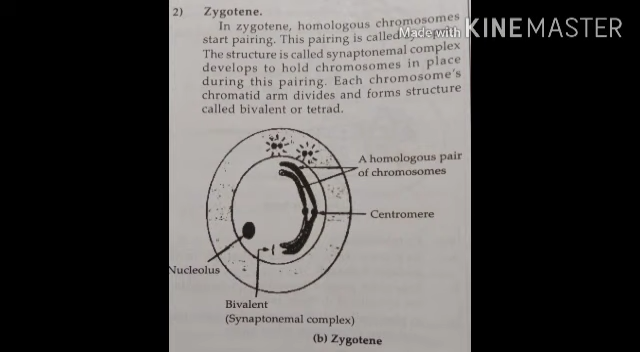 2) Zygotene.
In zygotene, homologous chromosomes
start pairing. This pairing is called
The structure is called synaptonemal complex
develops to hold chromosomes in place
during this pairing. Each chromosome's
chromatid arm divides and forms structure
called bivalent or tetrad.
Made with KINEMASTER
A homologous pair
of chromosomes
Centromere
Nucleolus
Bivalent
(Synaptonemal complex)
(b) Zygotene